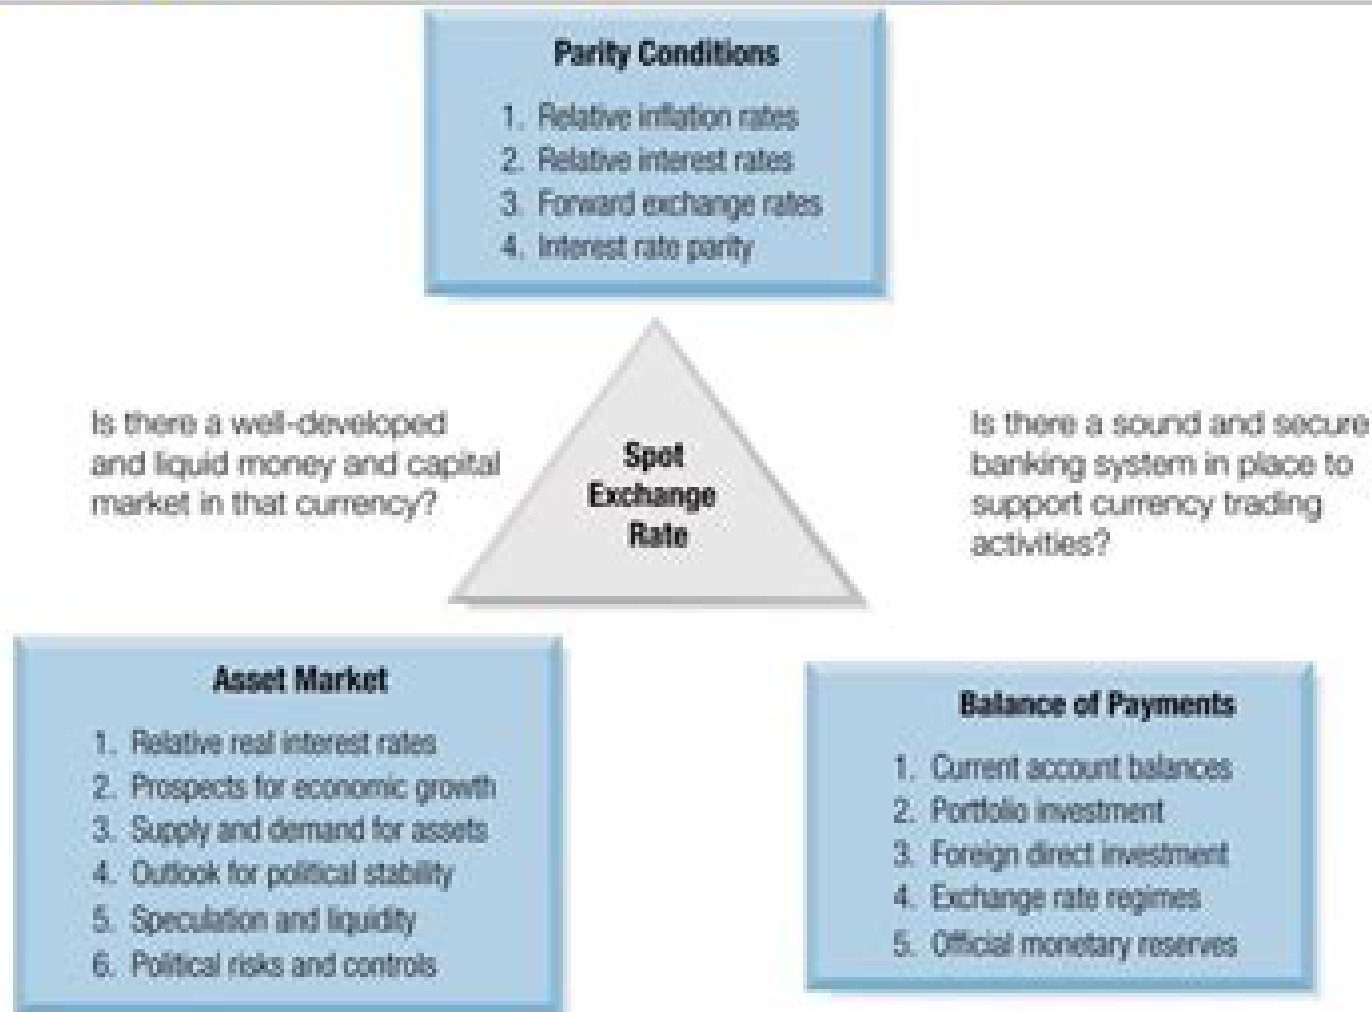 Parity Conditions
1. Relative inflation rates
2. Relative interest rates
3. Forward exchange rates
4. Interest rate parity
Is there a well-developed
and liquid money and capital
market in that currency?
Spot
Exchange
Rate
Is there a sound and secure
banking system in place to
support currency trading
activities?
Asset Market
1. Relative real interest rates
2. Prospects for economic growth
3. Supply and demand for assets
4. Outlook for political stability
5. Speculation and liquidity
6. Political risks and controls
Balance of Payments
1. Current account balances
2. Portfolio investment
3. Foreign direct investment
4. Exchange rate regimes
5. Official monetary reserves